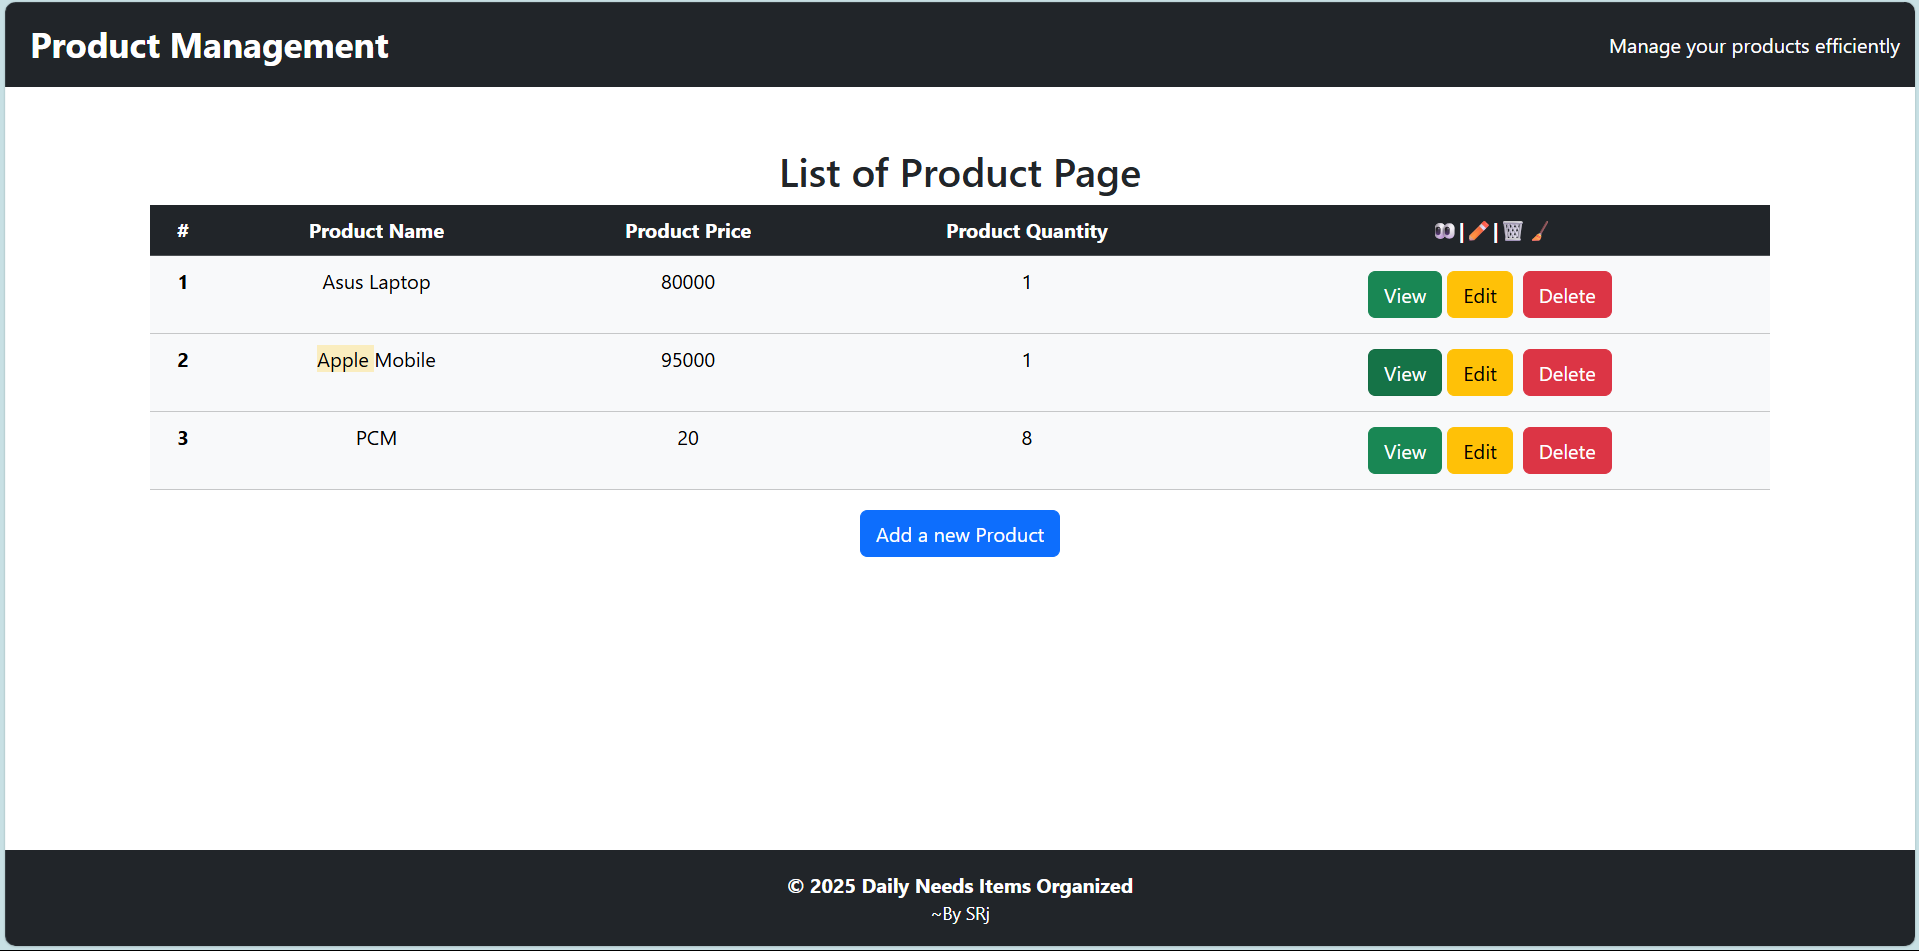 Product Management
Manage your products efficiently
List of Product Page
# Product Name Product Price Product Quantity 👀|✏️|🗑️🖌️
1 Asus Laptop 80000 1 View Edit Delete
2 Apple Mobile 95000 1 View Edit Delete
3 PCM 20 8 View Edit Delete
Add a new Product
© 2025 Daily Needs Items Organized
~By SRj